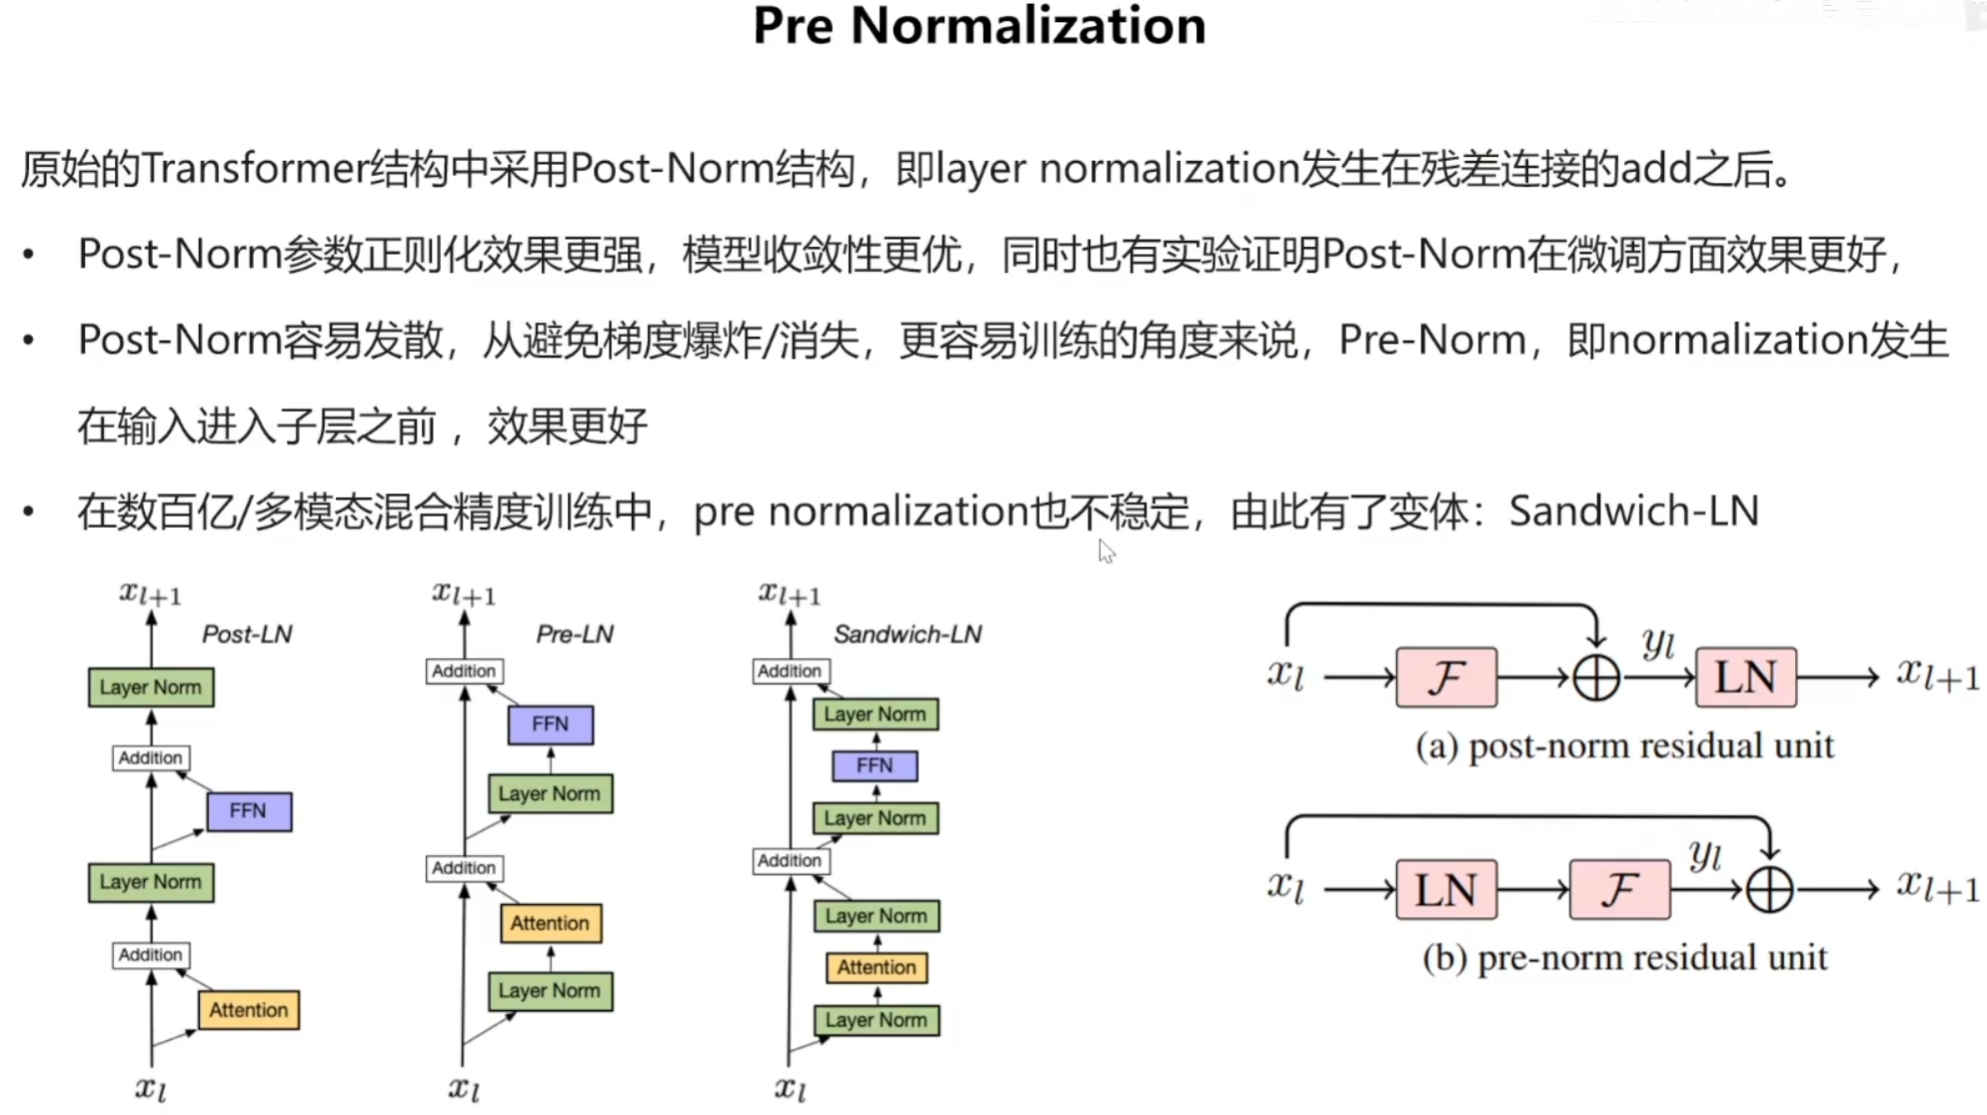 Pre Normalization
原始的Transformer结构中采用Post-Norm结构，即layer normalization发生在残差连接的add之后。
• Post-Norm参数正则化效果更强，模型收敛性更优，同时也有实验证明Post-Norm在微调方面效果更好，
• Post-Norm容易发散，从避免梯度爆炸/消失，更容易训练的角度来说，Pre-Norm，即normalization发生
在输入进入子层之前 ，效果更好
• 在数百亿/多模态混合精度训练中，pre normalization也不稳定，由此有了变体：Sandwich-LN
x_{l+1}
Post-LN
Layer Norm
Addition
FFN
Layer Norm
Addition
Attention
x_l
x_{l+1}
Pre-LN
Addition
FFN
Layer Norm
Addition
Attention
Layer Norm
x_l
x_{l+1}
Sandwich-LN
Addition
Layer Norm
FFN
Layer Norm
Addition
Layer Norm
Attention
Layer Norm
x_l
x_l F ⊕ y_l LN x_{l+1}
(a) post-norm residual unit
x_l LN F y_l ⊕ x_{l+1}
(b) pre-norm residual unit